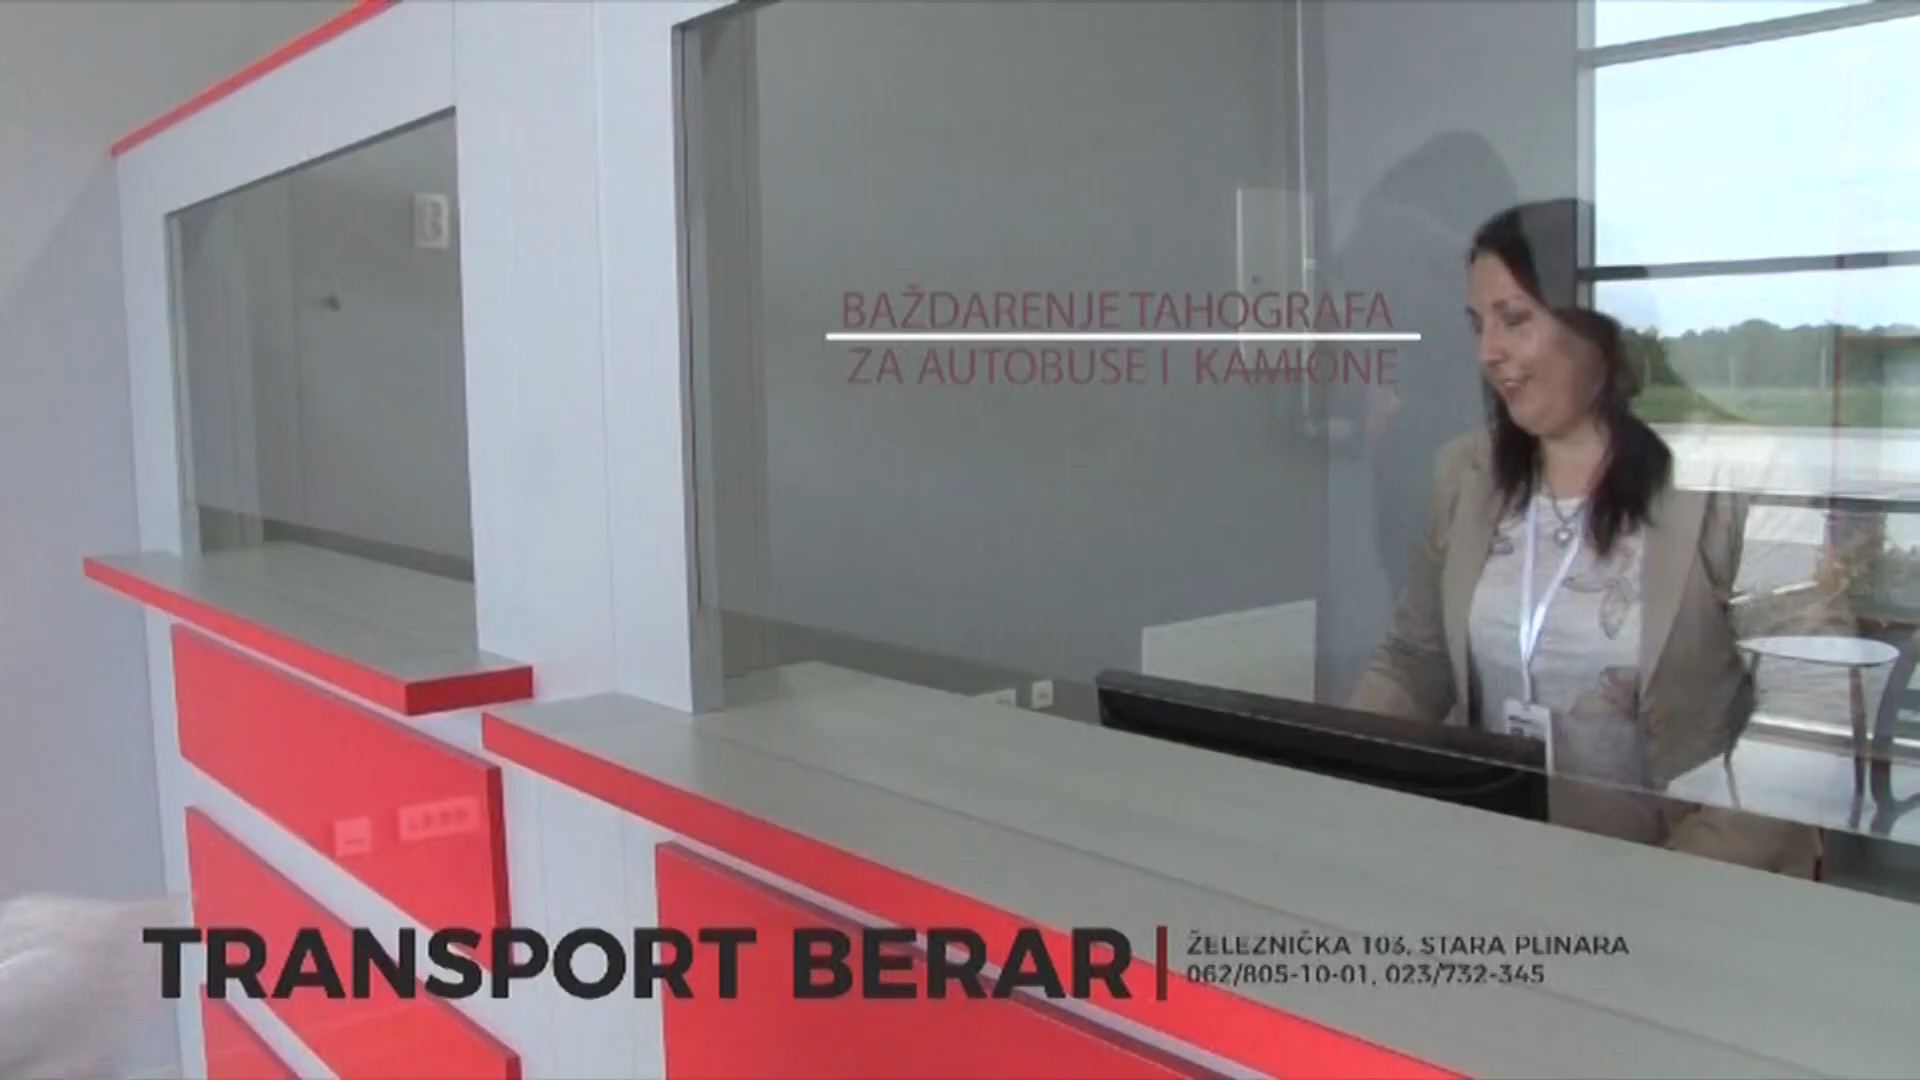 BAŽDARENJE TAHOGRAFA
ZA AUTOBUSE I KAMIONE
TRANSPORT BERAR
ŽELEZNIČKA 103, STARA PLINARA
062/805-10-01, 023/732-345